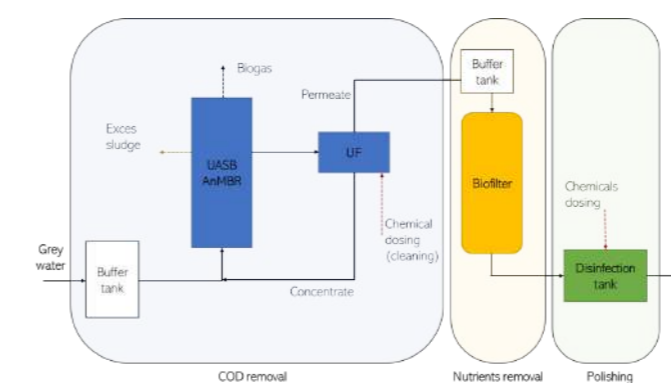 Buffer
tank
Biogas
Permeate
Exces
sludge
UASB
AnMBR
UF
Biofilter
Chemicals
dosing
Chemical
dosing
(cleaning)
Grey
water
Buffer
tank
Concentrate
Disinfection
tank
COD removal
Nutrients removal
Polishing